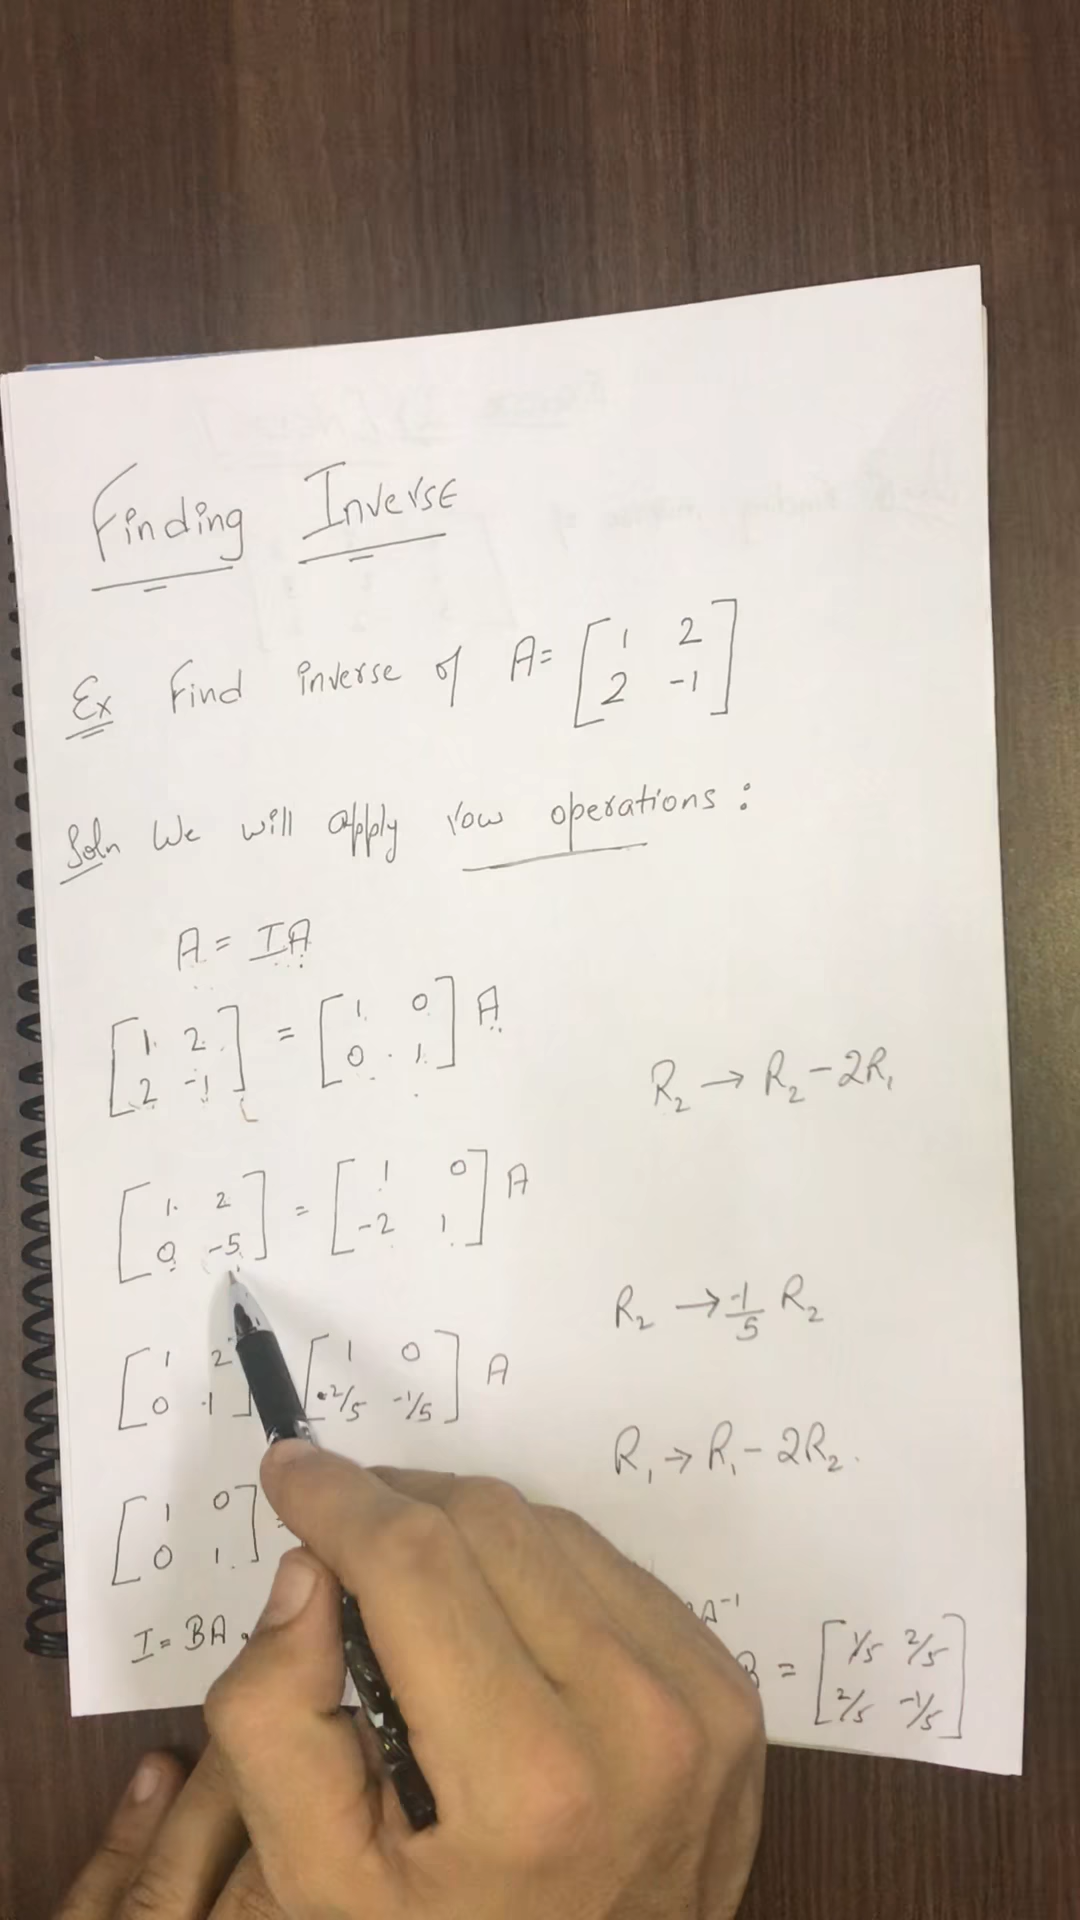 Finding Inverse
Ex Find inverse of A = [1 2
2 -1]
Soln We will apply row operations :
A = IA
[1 2
2 -1] = [1 0
0 1] A
R₂ → R₂ - 2R₁
[1 2
0 -5] = [1 0
-2 1] A
R₂ → -1/5 R₂
[1 2
0 1] [1 0
2/5 -1/5] A
R₁ → R₁ - 2R₂.
[1 0
0 1] =
I = BA
A⁻¹
B = [1/5 2/5
2/5 -1/5]